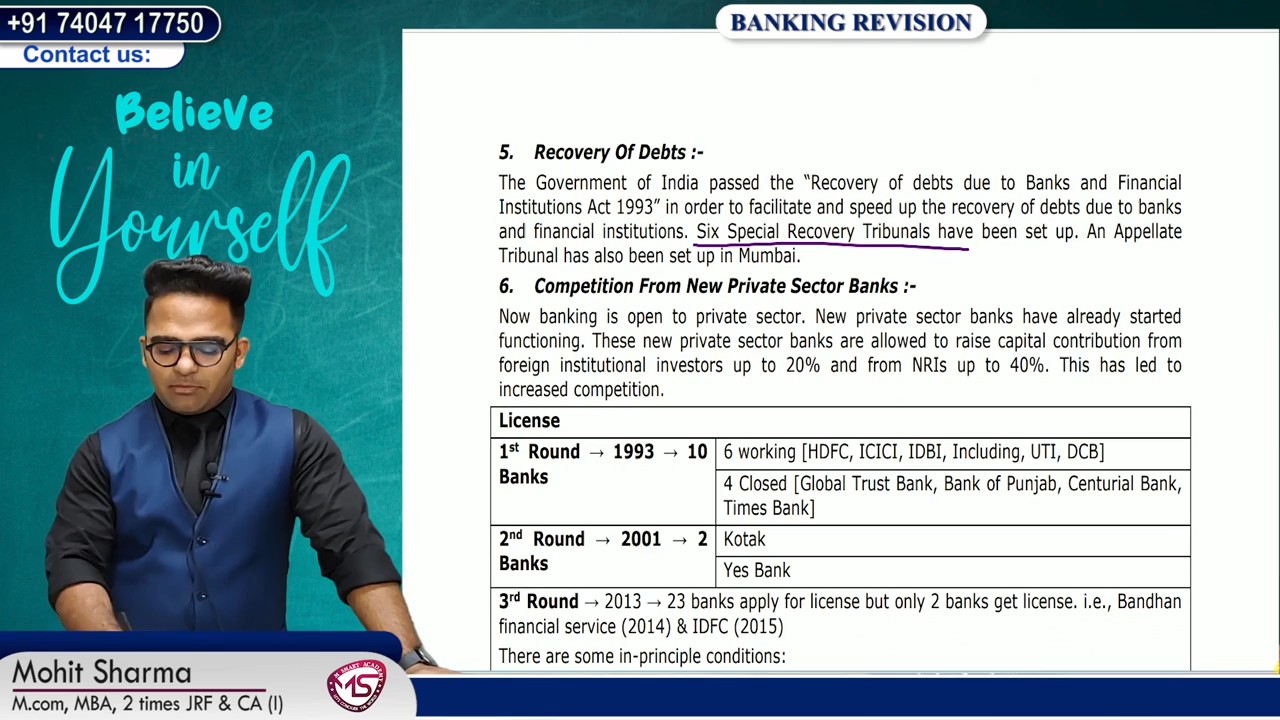 +91 74047 17750
Contact us:
BANKING REVISION
Believe
in
Yourself
5. Recovery Of Debts :-
The Government of India passed the “Recovery of debts due to Banks and Financial
Institutions Act 1993” in order to facilitate and speed up the recovery of debts due to banks
and financial institutions. Six Special Recovery Tribunals have been set up. An Appellate
Tribunal has also been set up in Mumbai.
6. Competition From New Private Sector Banks :-
Now banking is open to private sector. New private sector banks have already started
functioning. These new private sector banks are allowed to raise capital contribution from
foreign institutional investors up to 20% and from NRIs up to 40%. This has led to
increased competition.
License
1st Round → 1993 → 10
Banks
6 working [HDFC, ICICI, IDBI, Including, UTI, DCB]
4 Closed [Global Trust Bank, Bank of Punjab, Centurial Bank,
Times Bank]
2nd Round → 2001 → 2
Banks
Kotak
Yes Bank
3rd Round → 2013 → 23 banks apply for license but only 2 banks get license. i.e., Bandhan
financial service (2014) & IDFC (2015)
There are some in-principle conditions:
Mohit Sharma
M.com, MBA, 2 times JRF & CA (I)
MS